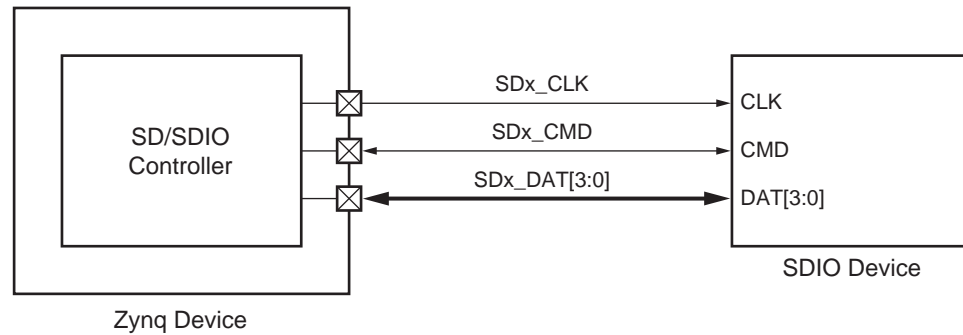 SD/SDIO
Controller
SDx_CLK
SDx_CMD
SDx_DAT[3:0]
CLK
CMD
DAT[3:0]
Zynq Device
SDIO Device